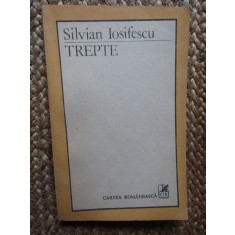 Silvian Iosifescu
TREPTE
CARTEA ROMÂNEASCĂ